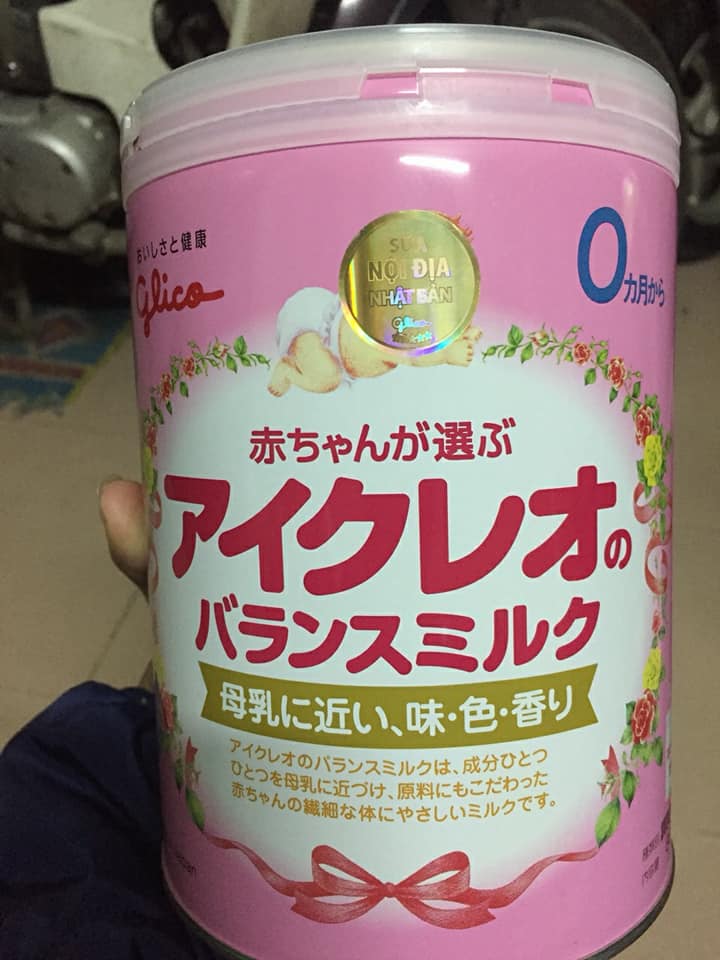 おいしさと健康
glico
SỮA
NỘI ĐỊA
NHẬT BẢN
glico
0カ月から
赤ちゃんが選ぶ
アイクレオの
バランスミルク
母乳に近い、味・色・香り
アイクレオのバランスミルクは、成分ひとつ
ひとつを母乳に近づけ、原料にもこだわった
赤ちゃんの繊細な体にやさしいミルクです。